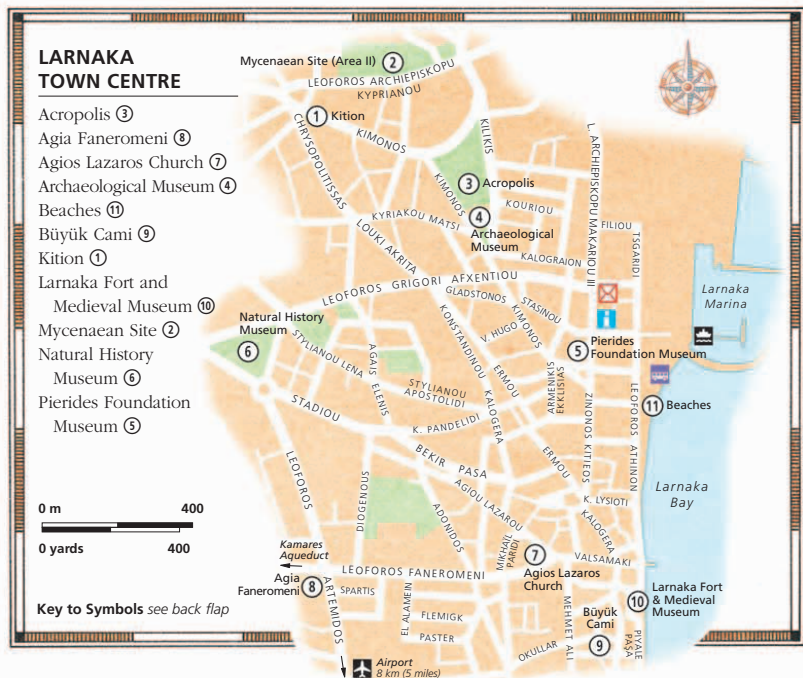 LARNAKA
TOWN CENTRE
Acropolis ③
Agia Faneromeni ⑧
Agios Lazaros Church ⑦
Archaeological Museum ④
Beaches ⑪
Büyük Cami ⑨
Kition ①
Larnaka Fort and
Medieval Museum ⑩
Mycenaean Site ②
Natural History
Museum ⑥
Pierides Foundation
Museum ⑤
0 m 400
0 yards 400
Key to Symbols see back flap
Mycenaean Site (Area II) ②
LEOFOROS ARCHIEPISKOPU
KYPRIANOU
① Kition
CHRYSOPOLITISSAS
KIMONOS
KILIKIS
L. ARCHIEPISKOPU MAKARIOU III
③ Acropolis
KIMONOS
④
Archaeological
Museum
KOURIOU
KYRIAKOU MATSI
FILIOU
TSGARIDI
LOUKI AKRITA
KALOGRAION
LEOFOROS GRIGORI AFXENTIOU
GLADSTONOS
STASINOU
KIMONOS
V. HUGO
Larnaka
Marina
Natural History
Museum
⑥
STYLIANOU LENA
AGAIS ELENIS
KONSTANDINOU KALOGERA
ERMOU
⑤ Pierides
Foundation Museum
STYLIANOU
APOSTOLIDI
ARMENIKIS
EKKLISIAS
STADIOU
K. PANDELIDI
ZINONOS KITIEOS
LEOFOROS ATHINON
⑪ Beaches
BEKIR PASA
ERMOU
LEOFOROS
DIOGENOUS
AGIOU LAZAROU
ADONIDOS
Larnaka
Bay
K. LYSIOTI
KALOGERA
Kamares
Aqueduct
LEOFOROS FANEROMENI
MIKHAIL
PARIDI
⑦
Agios Lazaros
Church
VALSAMAKI
Agia
Faneromeni
⑧
ARTEMIDOS
SPARTIS
EL ALAMEIN
FLEMIGK
PASTER
MEHMET ALI
Büyük
Cami
⑨
⑩ Larnaka Fort
& Medieval
Museum
OKULLAR
PIYALE
PAŞA
Airport
8 km (5 miles)